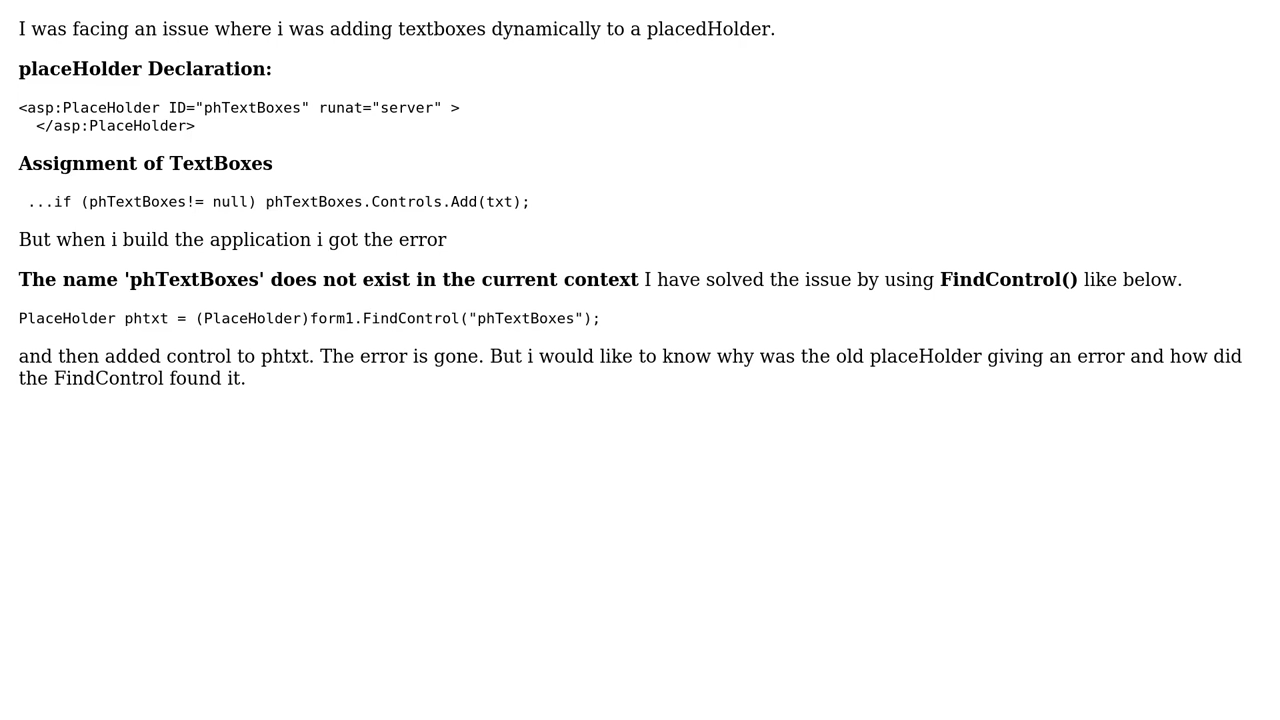 I was facing an issue where i was adding textboxes dynamically to a placedHolder.
placeHolder Declaration:
<asp:PlaceHolder ID="phTextBoxes" runat="server" >
  </asp:PlaceHolder>
Assignment of TextBoxes
 ...if (phTextBoxes!= null) phTextBoxes.Controls.Add(txt);
But when i build the application i got the error
The name 'phTextBoxes' does not exist in the current context I have solved the issue by using FindControl() like below.
PlaceHolder phtxt = (PlaceHolder)form1.FindControl("phTextBoxes");
and then added control to phtxt. The error is gone. But i would like to know why was the old placeHolder giving an error and how did
the FindControl found it.